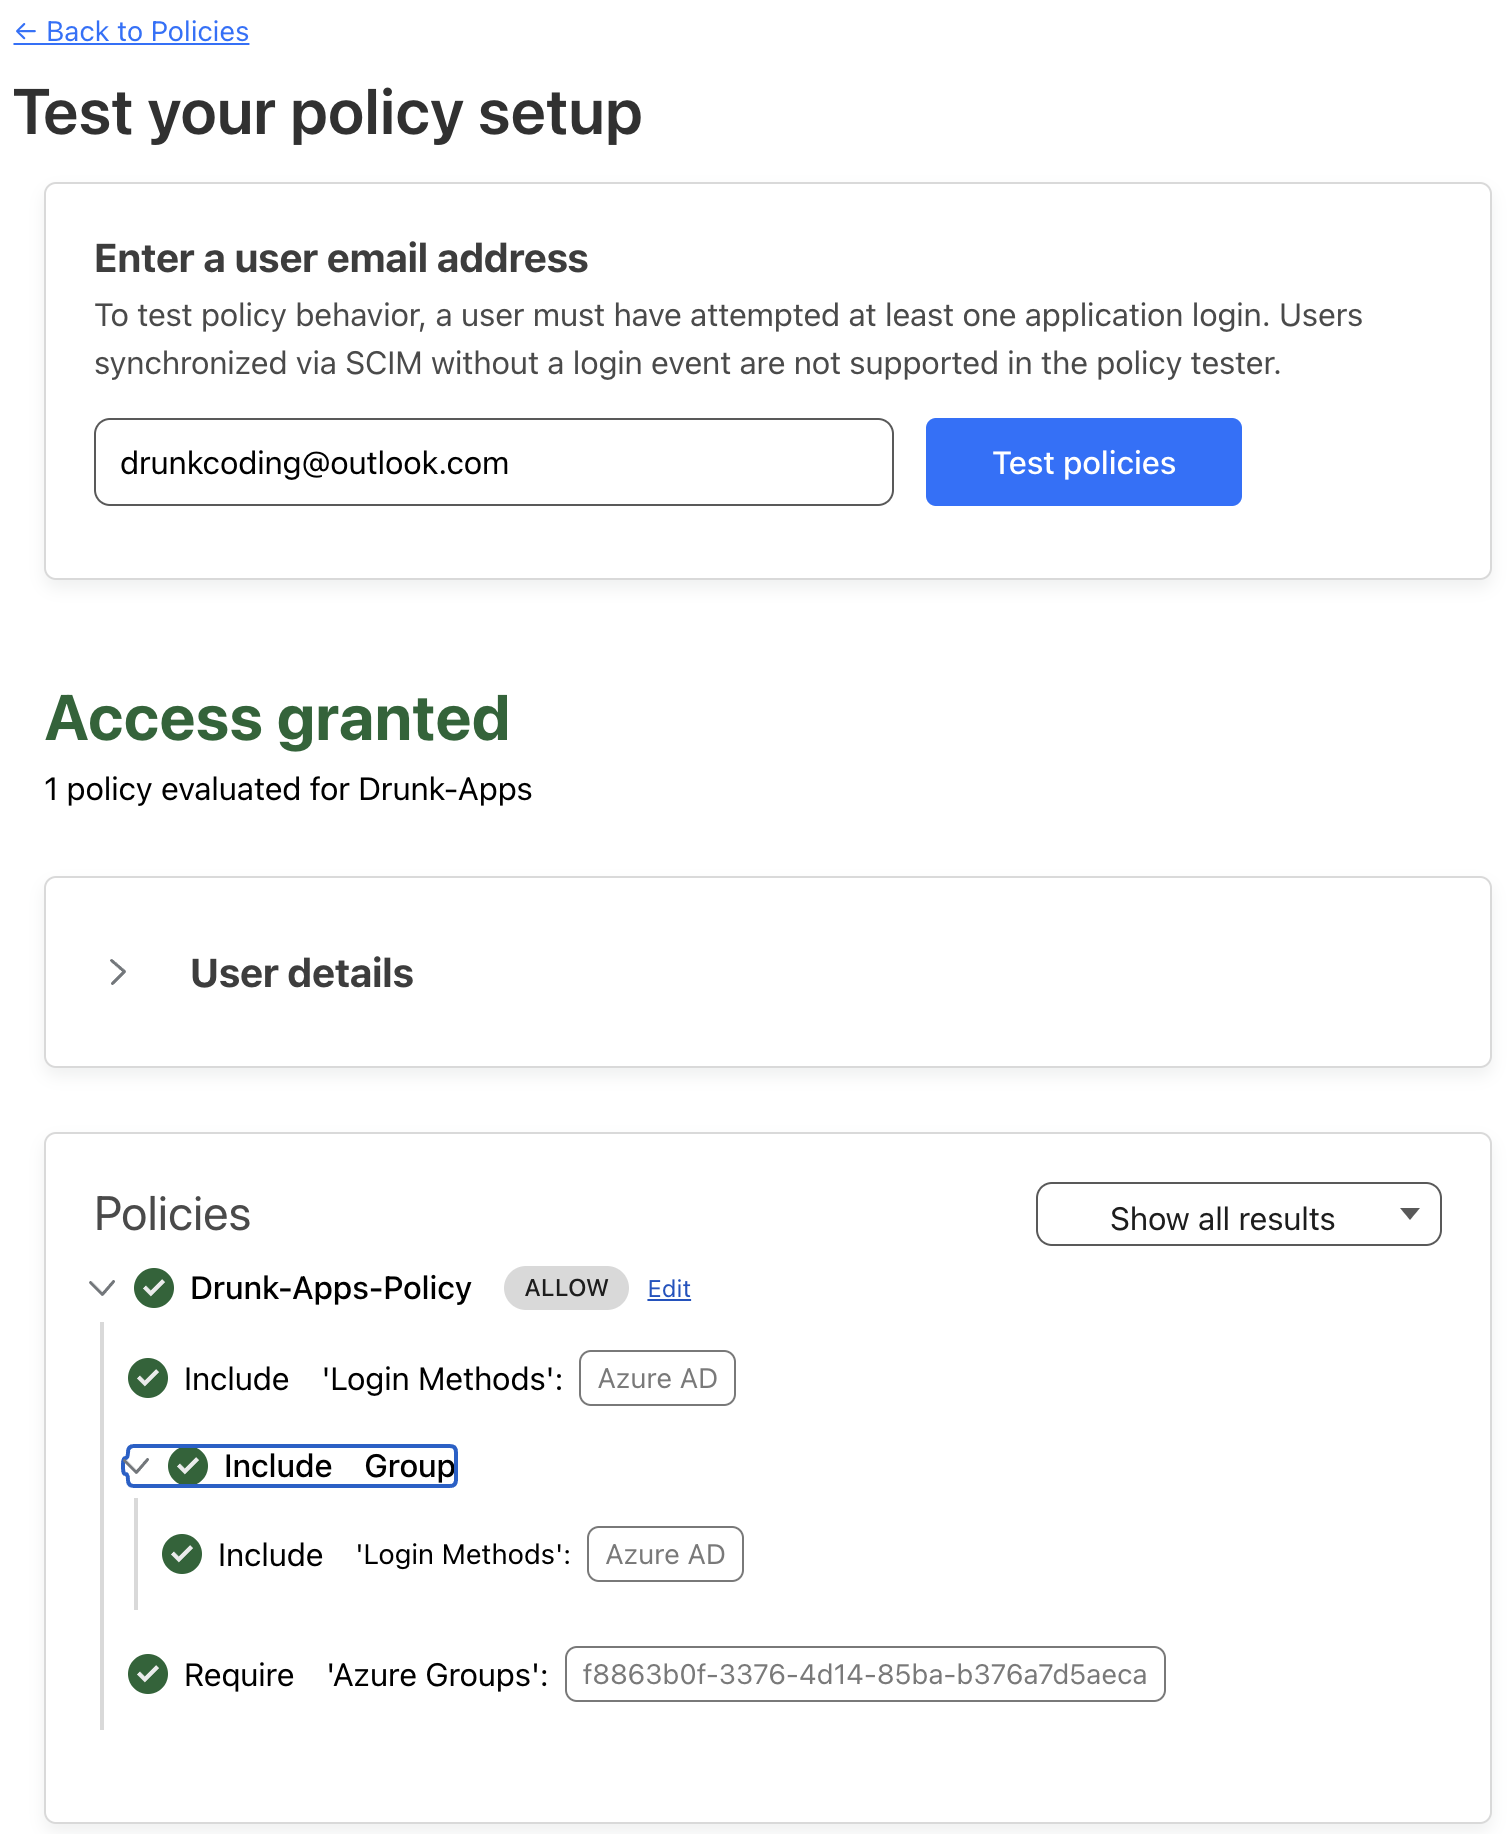 ← Back to Policies
Test your policy setup
Enter a user email address
To test policy behavior, a user must have attempted at least one application login. Users
synchronized via SCIM without a login event are not supported in the policy tester.
drunkcoding@outlook.com
Test policies
Access granted
1 policy evaluated for Drunk-Apps
User details
Policies
Show all results
Drunk-Apps-Policy ALLOW Edit
Include 'Login Methods': Azure AD
Include Group
Include 'Login Methods': Azure AD
Require 'Azure Groups': f8863b0f-3376-4d14-85ba-b376a7d5aeca